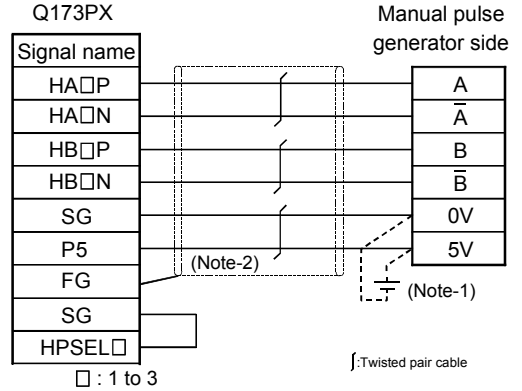 Q173PX
Manual pulse
generator side
Signal name
HA□P
A
HA□N
A̅
HB□P
B
HB□N
B̅
SG
0V
P5
5V
(Note-2)
FG
(Note-1)
SG
HPSEL□
ʃ:Twisted pair cable
□ : 1 to 3